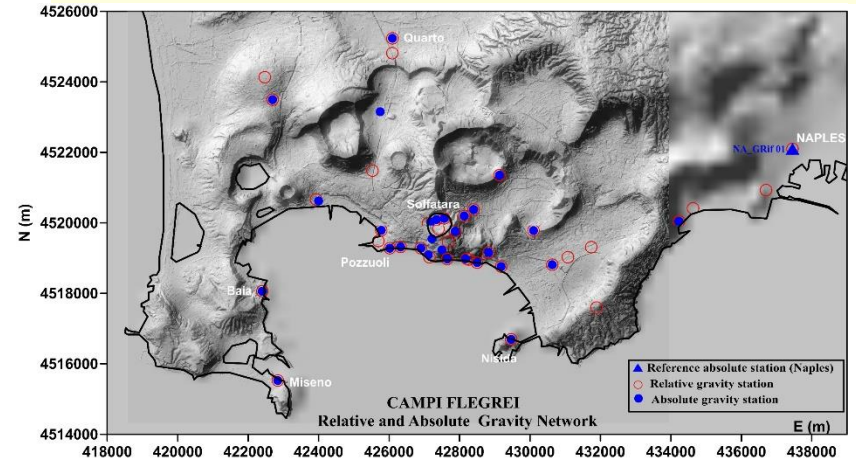 4526000
4524000
4522000
4520000
4518000
4516000
4514000
N (m)
Quarto
NAPLES
NA_GRif 01
Solfatara
Pozzuoli
Baia
Nisida
Miseno
CAMPI FLEGREI
Relative and Absolute Gravity Network
Reference absolute station (Naples)
Relative gravity station
Absolute gravity station
E (m)
418000 420000 422000 424000 426000 428000 430000 432000 434000 436000 438000